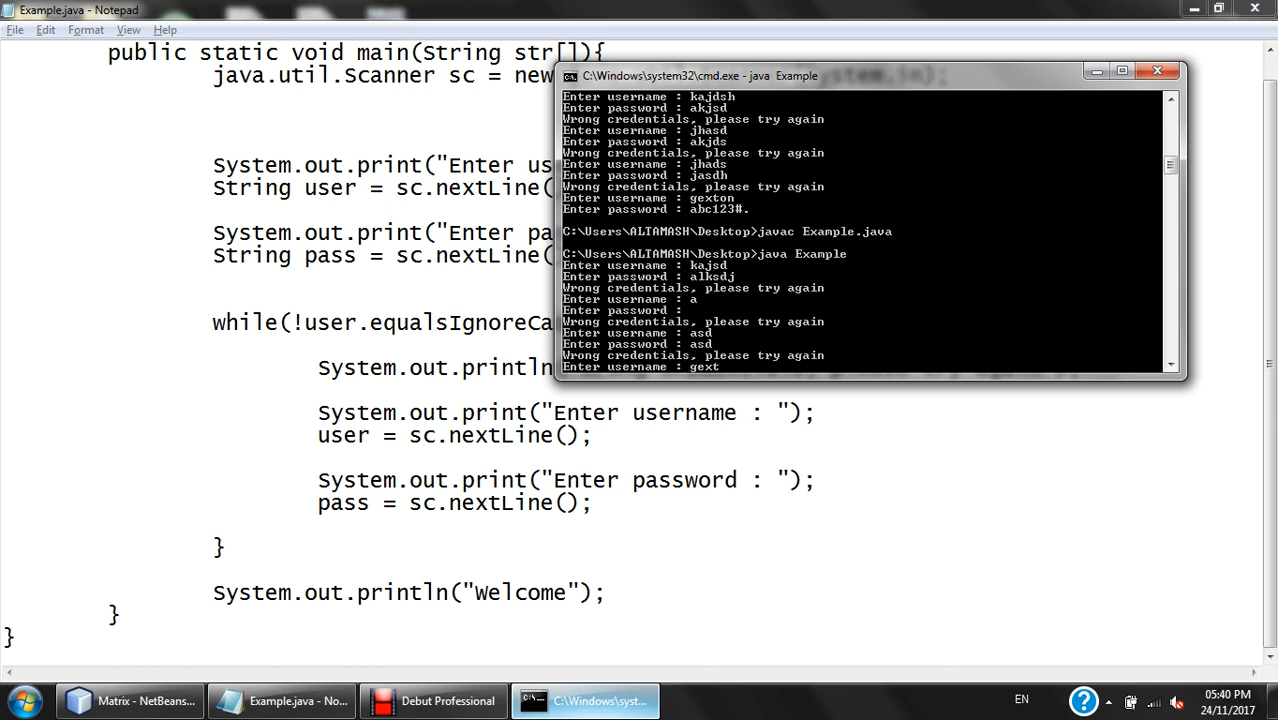 Example.java - Notepad
File Edit Format View Help
public static void main(String str[]){
java.util.Scanner sc = new
System.out.print("Enter us
String user = sc.nextLine(
System.out.print("Enter pa
String pass = sc.nextLine(
while(!user.equalsIgnoreCa
System.out.println
System.out.print("Enter username : ");
user = sc.nextLine();
System.out.print("Enter password : ");
pass = sc.nextLine();
}
System.out.println("Welcome");
}
}
C:\Windows\system32\cmd.exe - java Example
Enter username : kajdsh
Enter password : akjsd
Wrong credentials, please try again
Enter username : jhasd
Enter password : akjds
Wrong credentials, please try again
Enter username : jhads
Enter password : jasdh
Wrong credentials, please try again
Enter username : gexton
Enter password : abc123#.
C:\Users\ALTAMASH\Desktop>javac Example.java
C:\Users\ALTAMASH\Desktop>java Example
Enter username : kajsd
Enter password : alksdj
Wrong credentials, please try again
Enter username : a
Enter password :
Wrong credentials, please try again
Enter username : asd
Enter password : asd
Wrong credentials, please try again
Enter username : gext
Matrix - NetBeans...
Example.java - No...
Debut Professional
C:\Windows\syst...
EN
05:40 PM
24/11/2017